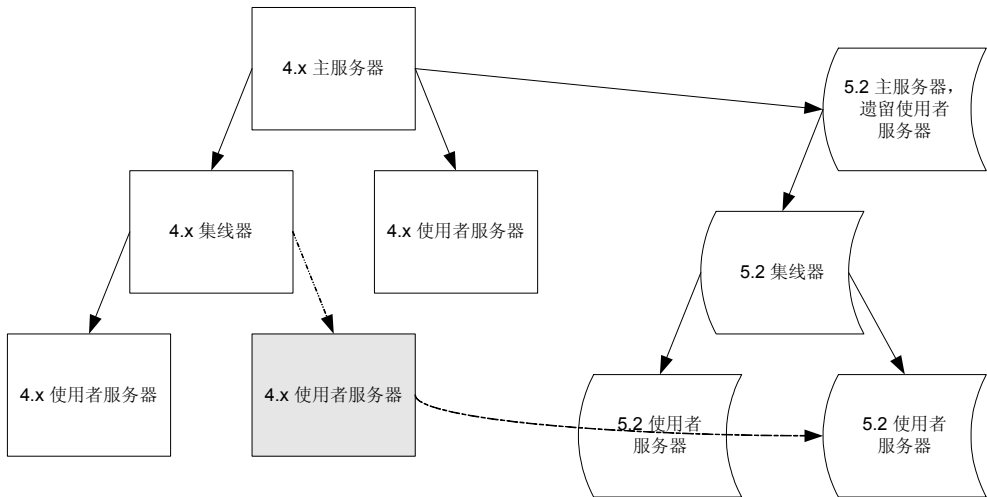 4.x 主服务器
5.2 主服务器，
遗留使用者
服务器
4.x 集线器
4.x 使用者服务器
5.2 集线器
4.x 使用者服务器
4.x 使用者服务器
5.2 使用者
服务器
5.2 使用者
服务器